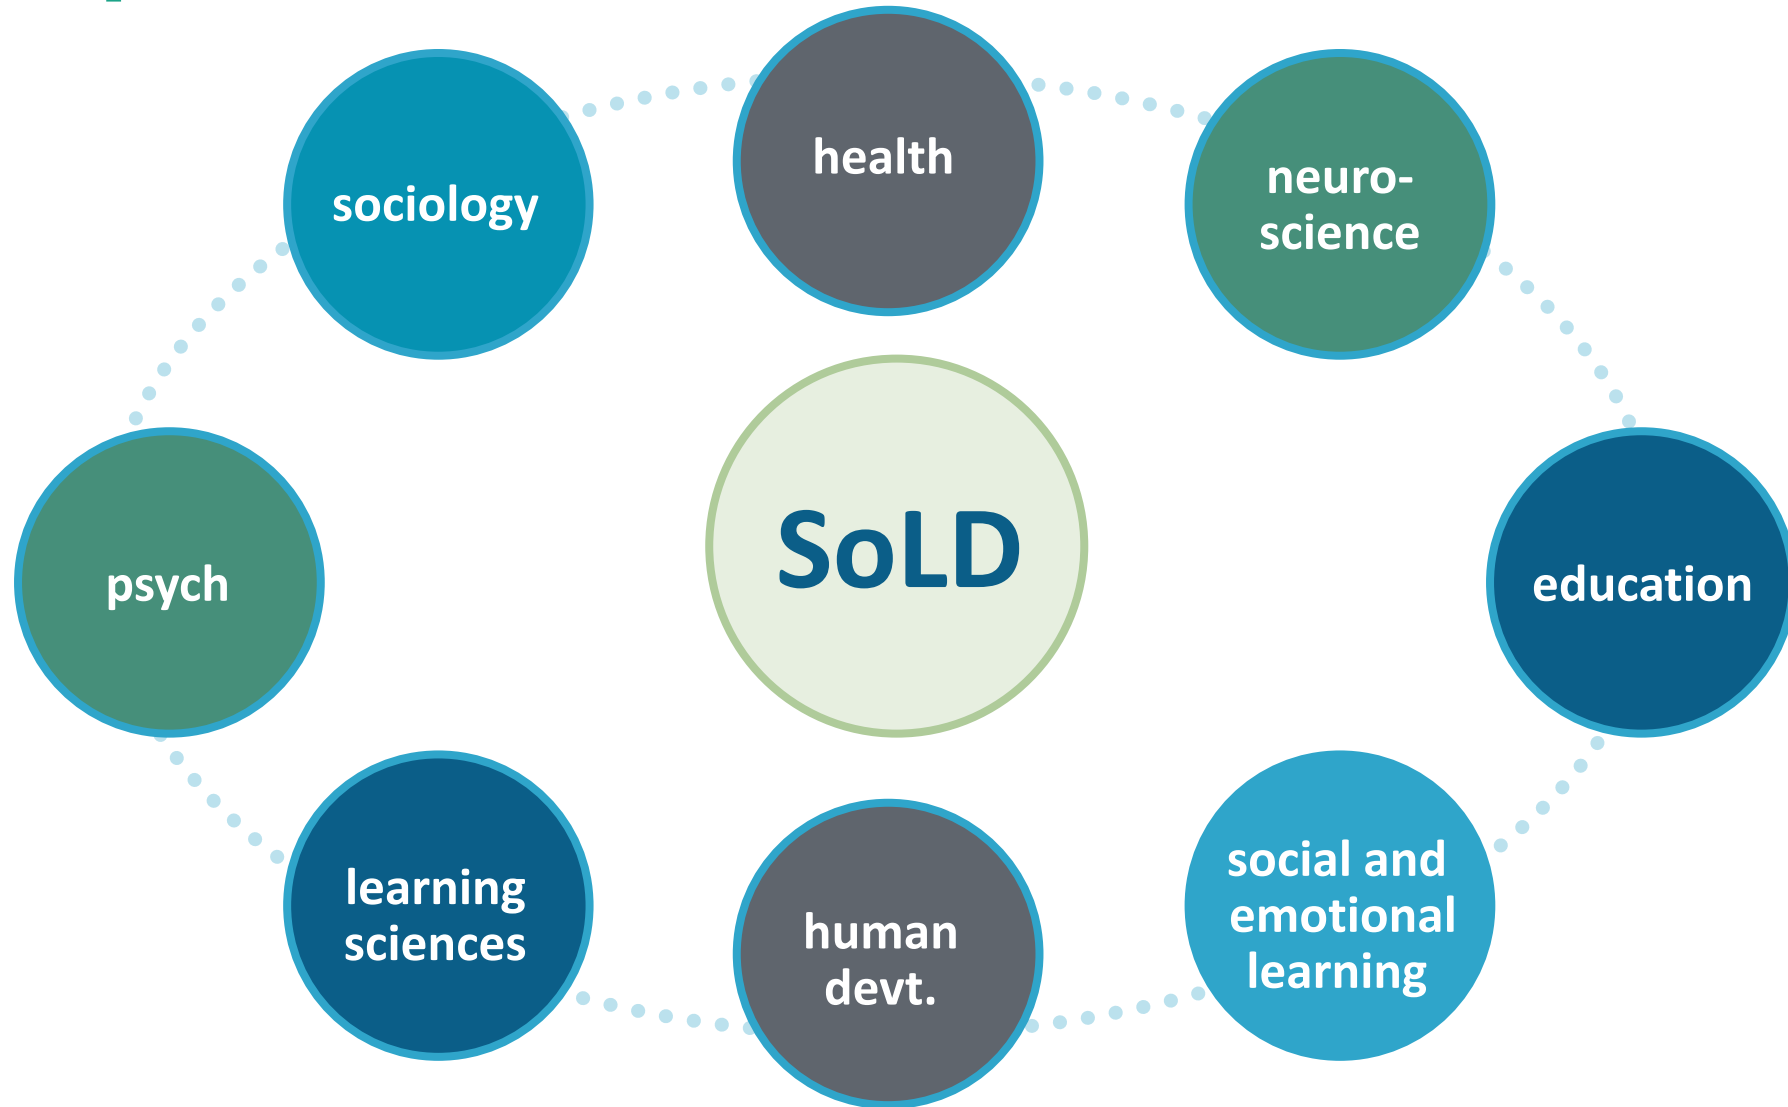 health
neuro-
science
sociology
SoLD
education
psych
social and
emotional
learning
learning
sciences
human
devt.